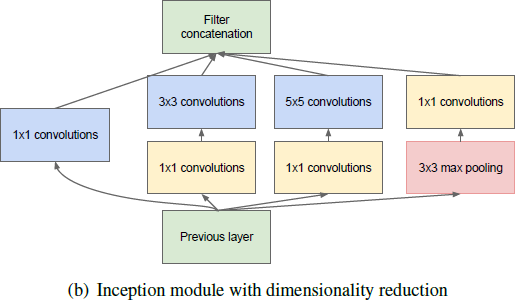 Filter
concatenation
3x3 convolutions
5x5 convolutions
1x1 convolutions
1x1 convolutions
1x1 convolutions
1x1 convolutions
3x3 max pooling
Previous layer
(b) Inception module with dimensionality reduction